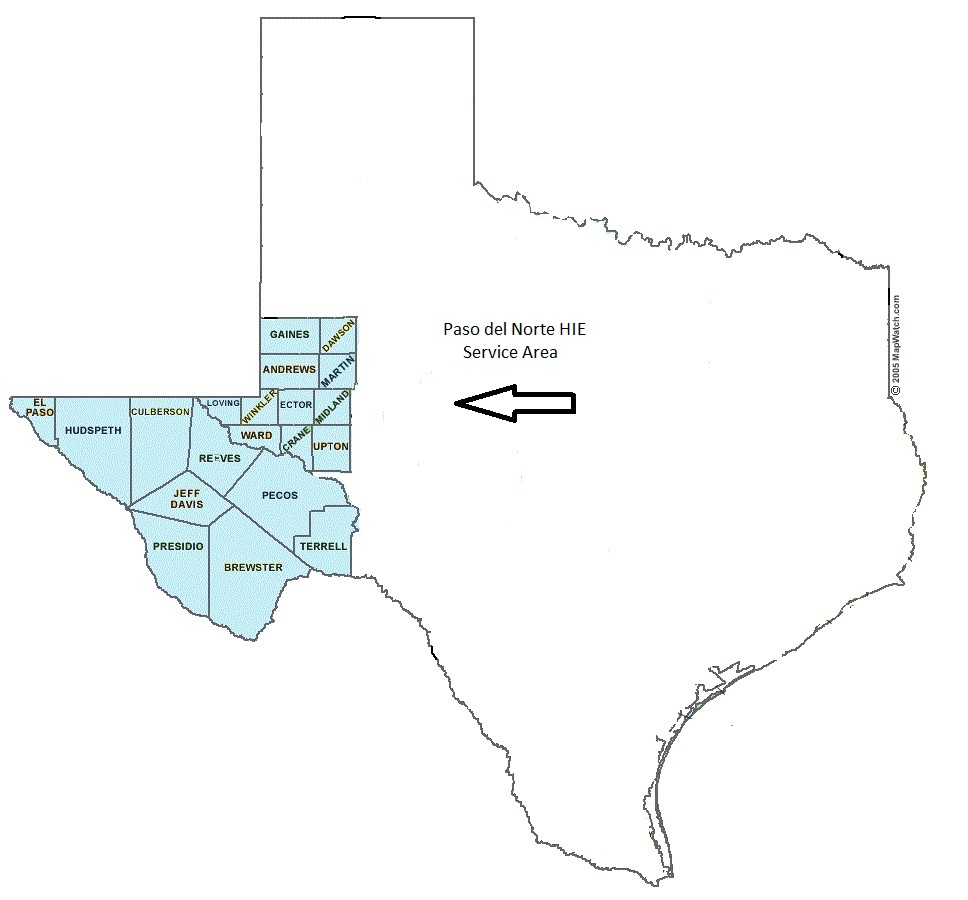 Paso del Norte HIE
Service Area
© 2005 MapWatch.com
GAINES
DAWSON
ANDREWS
MARTIN
EL
PASO
HUDSPETH
CULBERSON
LOVING
WINKLER
ECTOR
MIDLAND
WARD
CRANE
UPTON
REEVES
JEFF
DAVIS
PECOS
PRESIDIO
BREWSTER
TERRELL